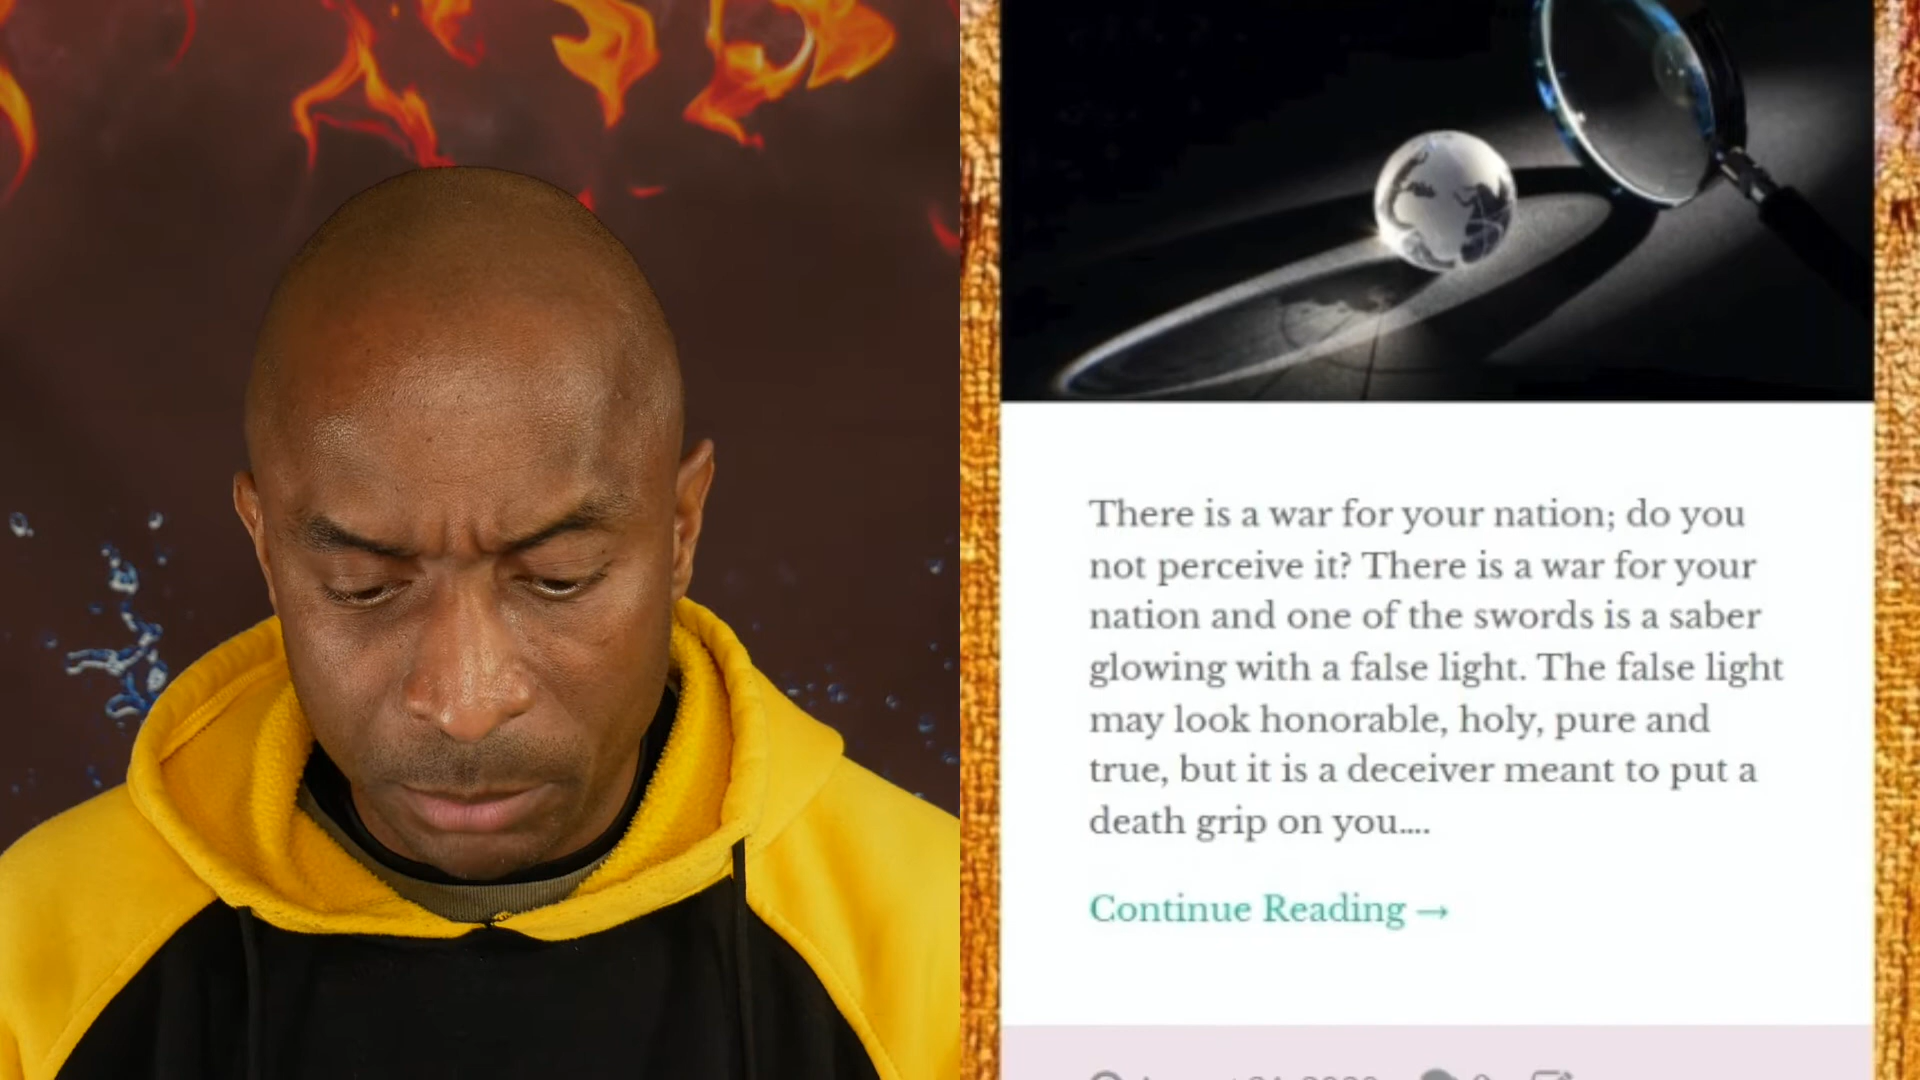 There is a war for your nation; do you
not perceive it? There is a war for your
nation and one of the swords is a saber
glowing with a false light. The false light
may look honorable, holy, pure and
true, but it is a deceiver meant to put a
death grip on you....
Continue Reading →